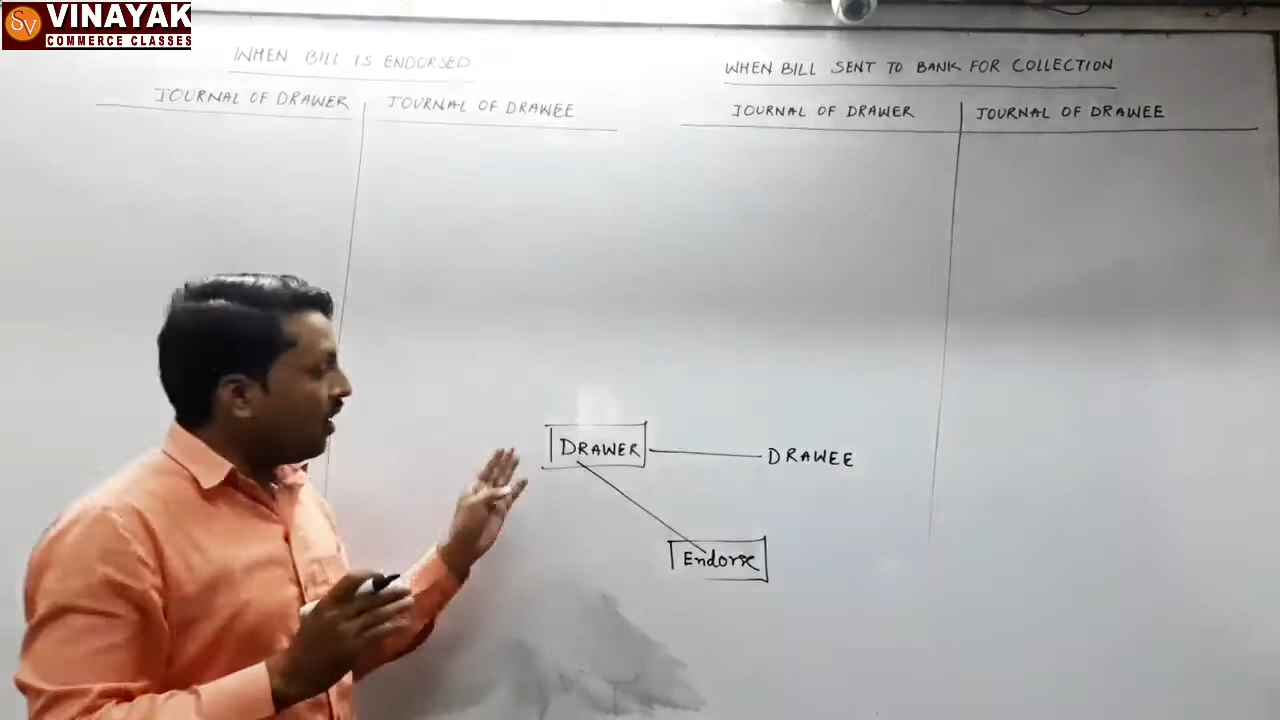 SV VINAYAK
COMMERCE CLASSES
WHEN BILL IS ENDORSED
JOURNAL OF DRAWER
JOURNAL OF DRAWEE
WHEN BILL SENT TO BANK FOR COLLECTION
JOURNAL OF DRAWER
JOURNAL OF DRAWEE
DRAWER
DRAWEE
Endorse